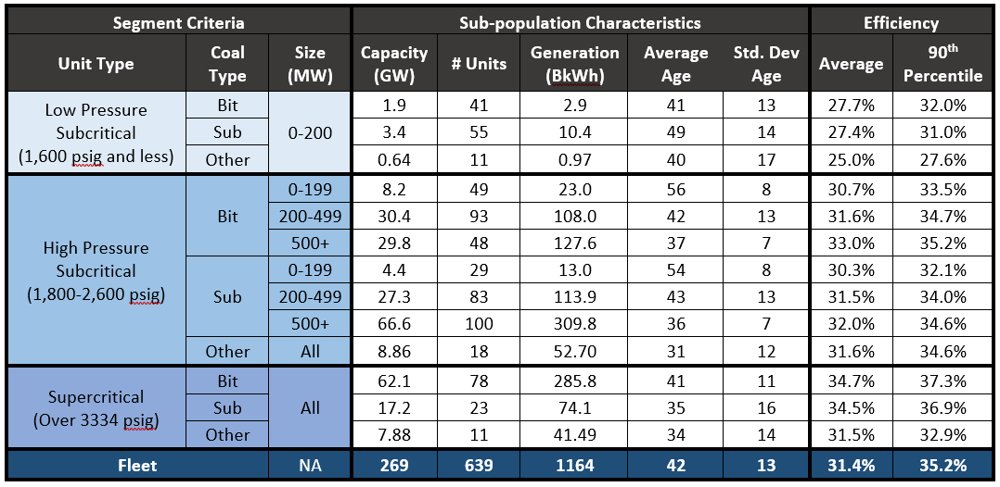 Segment Criteria Sub-population Characteristics Efficiency
Unit Type Coal Type Size (MW) Capacity (GW) # Units Generation (BkWh) Average Age Std. Dev Age Average 90th Percentile
Low Pressure Subcritical (1,600 psig and less) Bit 0-200 1.9 41 2.9 41 13 27.7% 32.0%
Sub 3.4 55 10.4 49 14 27.4% 31.0%
Other 0.64 11 0.97 40 17 25.0% 27.6%
High Pressure Subcritical (1,800-2,600 psig) Bit 0-199 8.2 49 23.0 56 8 30.7% 33.5%
200-499 30.4 93 108.0 42 13 31.6% 34.7%
500+ 29.8 48 127.6 37 7 33.0% 35.2%
Sub 0-199 4.4 29 13.0 54 8 30.3% 32.1%
200-499 27.3 83 113.9 43 13 31.5% 34.0%
500+ 66.6 100 309.8 36 7 32.0% 34.6%
Other All 8.86 18 52.70 31 12 31.6% 34.6%
Supercritical (Over 3334 psig) Bit All 62.1 78 285.8 41 11 34.7% 37.3%
Sub 17.2 23 74.1 35 16 34.5% 36.9%
Other 7.88 11 41.49 34 14 31.5% 32.9%
Fleet NA 269 639 1164 42 13 31.4% 35.2%